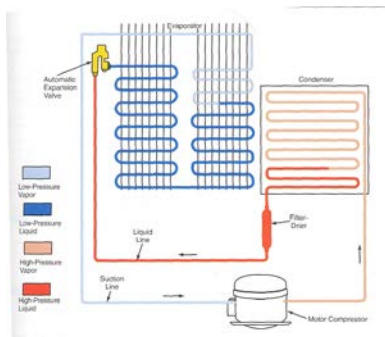 Evaporator
Automatic
Expansion
Valve
Condenser
Low-Pressure
Vapor
Low-Pressure
Liquid
High-Pressure
Vapor
High-Pressure
Liquid
Liquid
Line
Filter-
Drier
Suction
Line
Motor Compressor